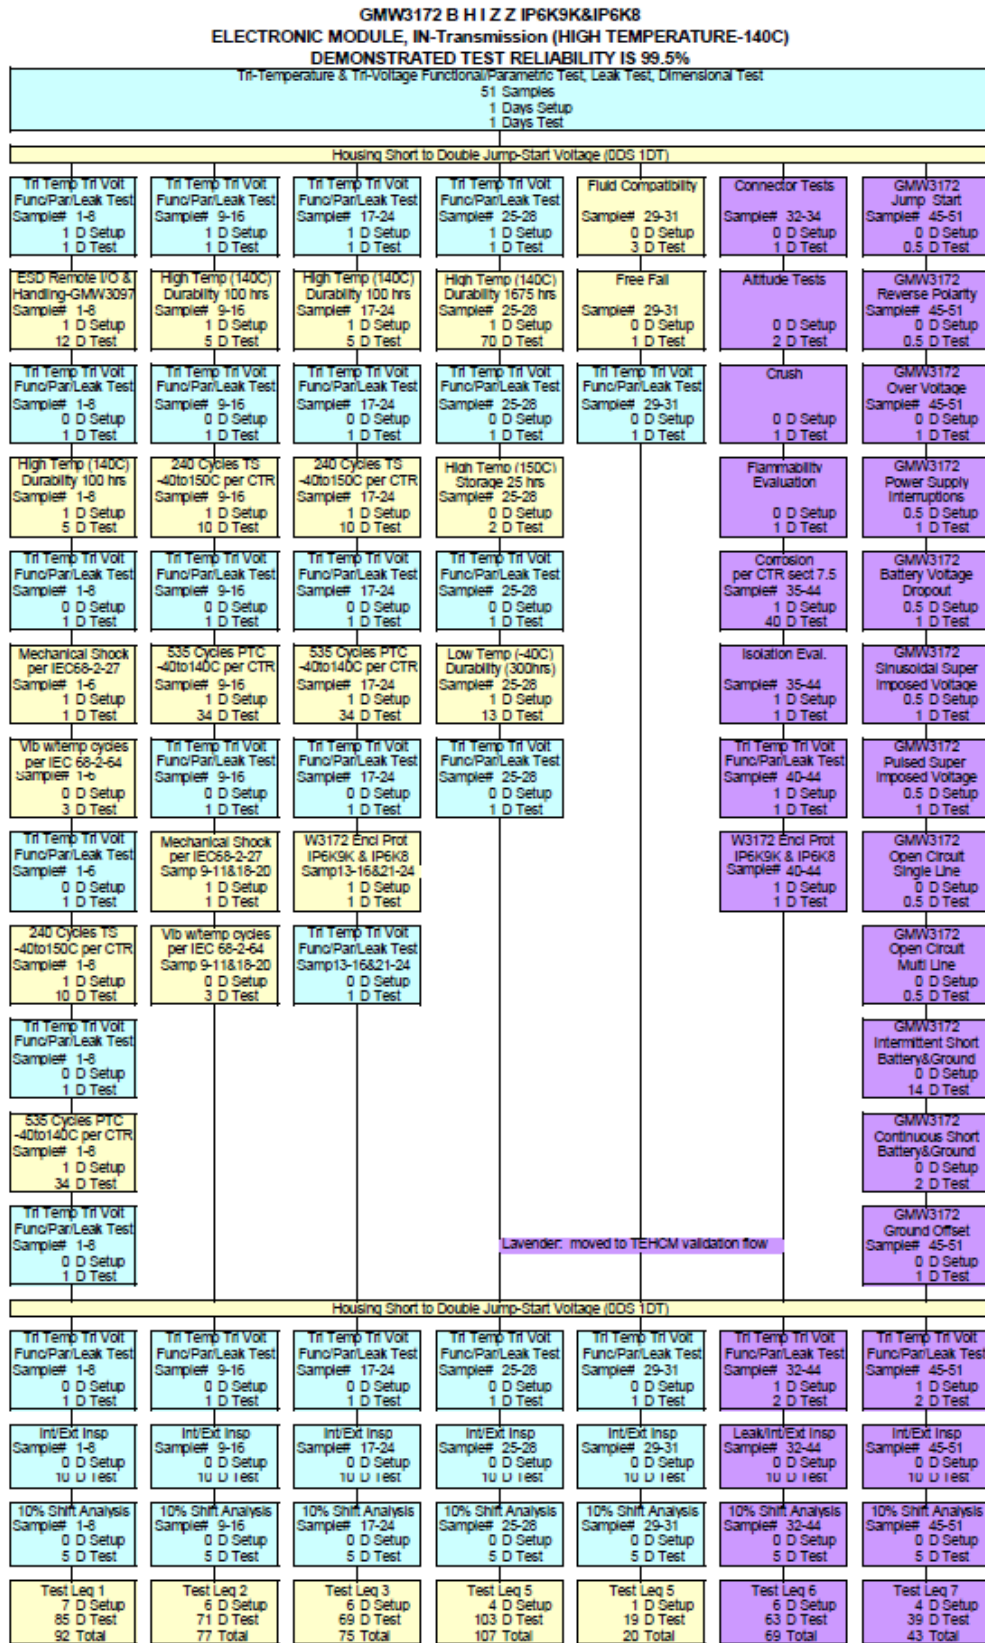 GMW3172 B H I Z Z IP6K9K&IP6K8
ELECTRONIC MODULE, IN-Transmission (HIGH TEMPERATURE-140C)
DEMONSTRATED TEST RELIABILITY IS 99.5%
Tri-Temperature & Tri-Voltage Functional/Parametric Test, Leak Test, Dimensional Test
51 Samples
1 Days Setup
1 Days Test
Housing Short to Double Jump-Start Voltage (0DS 1DT)
Tri Temp Tri Volt
Func/Par/Leak Test
Sample# 1-8
1 D Setup
1 D Test
Tri Temp Tri Volt
Func/Par/Leak Test
Sample# 9-16
1 D Setup
1 D Test
Tri Temp Tri Volt
Func/Par/Leak Test
Sample# 17-24
1 D Setup
1 D Test
Tri Temp Tri Volt
Func/Par/Leak Test
Sample# 25-28
1 D Setup
1 D Test
Fluid Compatibility
Sample# 29-31
0 D Setup
3 D Test
Connector Tests
Sample# 32-34
0 D Setup
1 D Test
GMW3172
Jump Start
Sample# 45-51
0 D Setup
0.5 D Test
ESD Remote I/O &
Handling-GMW3097
Sample# 1-8
1 D Setup
12 D Test
High Temp (140C)
Durability 100 hrs
Sample# 9-16
1 D Setup
5 D Test
High Temp (140C)
Durability 100 hrs
Sample# 17-24
1 D Setup
5 D Test
High Temp (140C)
Durability 1675 hrs
Sample# 25-28
1 D Setup
70 D Test
Free Fall
Sample# 29-31
0 D Setup
1 D Test
Altitude Tests
0 D Setup
2 D Test
GMW3172
Reverse Polarity
Sample# 45-51
0 D Setup
0.5 D Test
Tri Temp Tri Volt
Func/Par/Leak Test
Sample# 1-8
0 D Setup
1 D Test
Tri Temp Tri Volt
Func/Par/Leak Test
Sample# 9-16
0 D Setup
1 D Test
Tri Temp Tri Volt
Func/Par/Leak Test
Sample# 17-24
0 D Setup
1 D Test
Tri Temp Tri Volt
Func/Par/Leak Test
Sample# 25-28
0 D Setup
1 D Test
Tri Temp Tri Volt
Func/Par/Leak Test
Sample# 29-31
0 D Setup
1 D Test
Crush
0 D Setup
1 D Test
GMW3172
Over Voltage
Sample# 45-51
0 D Setup
1 D Test
High Temp (140C)
Durability 100 hrs
Sample# 1-8
1 D Setup
5 D Test
240 Cycles TS
-40to150C per CTR
Sample# 9-16
1 D Setup
10 D Test
240 Cycles TS
-40to150C per CTR
Sample# 17-24
1 D Setup
10 D Test
High Temp (150C)
Storage 25 hrs
Sample# 25-28
0 D Setup
2 D Test
Flammability
Evaluation
0 D Setup
1 D Test
GMW3172
Power Supply
Interruptions
0.5 D Setup
1 D Test
Tri Temp Tri Volt
Func/Par/Leak Test
Sample# 1-8
0 D Setup
1 D Test
Tri Temp Tri Volt
Func/Par/Leak Test
Sample# 9-16
0 D Setup
1 D Test
Tri Temp Tri Volt
Func/Par/Leak Test
Sample# 17-24
0 D Setup
1 D Test
Tri Temp Tri Volt
Func/Par/Leak Test
Sample# 25-28
0 D Setup
1 D Test
Corrosion
per CTR sect 7.5
Sample# 35-44
1 D Setup
40 D Test
GMW3172
Battery Voltage
Dropout
0.5 D Setup
1 D Test
Mechanical Shock
per IEC68-2-27
Sample# 1-6
1 D Setup
1 D Test
535 Cycles PTC
-40to140C per CTR
Sample# 9-16
1 D Setup
34 D Test
535 Cycles PTC
-40to140C per CTR
Sample# 17-24
1 D Setup
34 D Test
Low Temp (-40C)
Durability (300hrs)
Sample# 25-28
1 D Setup
13 D Test
Isolation Eval.
Sample# 35-44
1 D Setup
1 D Test
GMW3172
Sinusoidal Super
Imposed Voltage
0.5 D Setup
1 D Test
Vib w/temp cycles
per IEC 68-2-64
Sample# 1-6
0 D Setup
3 D Test
Tri Temp Tri Volt
Func/Par/Leak Test
Sample# 9-16
0 D Setup
1 D Test
Tri Temp Tri Volt
Func/Par/Leak Test
Sample# 17-24
0 D Setup
1 D Test
Tri Temp Tri Volt
Func/Par/Leak Test
Sample# 25-28
0 D Setup
1 D Test
Tri Temp Tri Volt
Func/Par/Leak Test
Sample# 40-44
1 D Setup
1 D Test
GMW3172
Pulsed Super
Imposed Voltage
0.5 D Setup
1 D Test
Tri Temp Tri Volt
Func/Par/Leak Test
Sample# 1-6
0 D Setup
1 D Test
Mechanical Shock
per IEC68-2-27
Samp 9-11&18-20
1 D Setup
1 D Test
W3172 Encl Prot
IP6K9K & IP6K8
Samp13-16&21-24
1 D Setup
1 D Test
W3172 Encl Prot
IP6K9K & IP6K8
Sample# 40-44
1 D Setup
1 D Test
GMW3172
Open Circuit
Single Line
0 D Setup
0.5 D Test
240 Cycles TS
-40to150C per CTR
Sample# 1-8
1 D Setup
10 D Test
Vib w/temp cycles
per IEC 68-2-64
Samp 9-11&18-20
0 D Setup
3 D Test
Tri Temp Tri Volt
Func/Par/Leak Test
Samp13-16&21-24
0 D Setup
1 D Test
GMW3172
Open Circuit
Multi Line
0 D Setup
0.5 D Test
Tri Temp Tri Volt
Func/Par/Leak Test
Sample# 1-8
0 D Setup
1 D Test
GMW3172
Intermittent Short
Battery&Ground
0 D Setup
14 D Test
535 Cycles PTC
-40to140C per CTR
Sample# 1-8
1 D Setup
34 D Test
GMW3172
Continuous Short
Battery&Ground
0 D Setup
2 D Test
Tri Temp Tri Volt
Func/Par/Leak Test
Sample# 1-8
0 D Setup
1 D Test
Lavender: moved to TEHCM validation flow
GMW3172
Ground Offset
Sample# 45-51
0 D Setup
1 D Test
Housing Short to Double Jump-Start Voltage (0DS 1DT)
Tri Temp Tri Volt
Func/Par/Leak Test
Sample# 1-8
0 D Setup
1 D Test
Tri Temp Tri Volt
Func/Par/Leak Test
Sample# 9-16
0 D Setup
1 D Test
Tri Temp Tri Volt
Func/Par/Leak Test
Sample# 17-24
0 D Setup
1 D Test
Tri Temp Tri Volt
Func/Par/Leak Test
Sample# 25-28
0 D Setup
1 D Test
Tri Temp Tri Volt
Func/Par/Leak Test
Sample# 29-31
0 D Setup
1 D Test
Tri Temp Tri Volt
Func/Par/Leak Test
Sample# 32-44
1 D Setup
2 D Test
Tri Temp Tri Volt
Func/Par/Leak Test
Sample# 45-51
1 D Setup
2 D Test
Int/Ext Insp
Sample# 1-8
0 D Setup
10 D Test
Int/Ext Insp
Sample# 9-16
0 D Setup
10 D Test
Int/Ext Insp
Sample# 17-24
0 D Setup
10 D Test
Int/Ext Insp
Sample# 25-28
0 D Setup
10 D Test
Int/Ext Insp
Sample# 29-31
0 D Setup
10 D Test
Leak/Int/Ext Insp
Sample# 32-44
0 D Setup
10 D Test
Int/Ext Insp
Sample# 45-51
0 D Setup
10 D Test
10% Shift Analysis
Sample# 1-8
0 D Setup
5 D Test
10% Shift Analysis
Sample# 9-16
0 D Setup
5 D Test
10% Shift Analysis
Sample# 17-24
0 D Setup
5 D Test
10% Shift Analysis
Sample# 25-28
0 D Setup
5 D Test
10% Shift Analysis
Sample# 29-31
0 D Setup
5 D Test
10% Shift Analysis
Sample# 32-44
0 D Setup
5 D Test
10% Shift Analysis
Sample# 45-51
0 D Setup
5 D Test
Test Leg 1
7 D Setup
85 D Test
92 Total
Test Leg 2
6 D Setup
71 D Test
77 Total
Test Leg 3
6 D Setup
69 D Test
75 Total
Test Leg 5
4 D Setup
103 D Test
107 Total
Test Leg 5
1 D Setup
19 D Test
20 Total
Test Leg 6
6 D Setup
63 D Test
69 Total
Test Leg 7
4 D Setup
39 D Test
43 Total